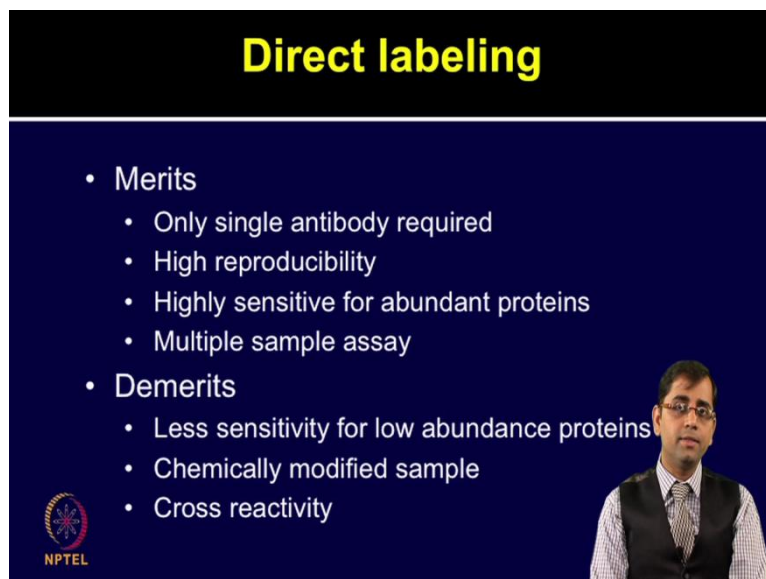 Direct labeling
• Merits
• Only single antibody required
• High reproducibility
• Highly sensitive for abundant proteins
• Multiple sample assay
• Demerits
• Less sensitivity for low abundance proteins
• Chemically modified sample
• Cross reactivity
NPTEL